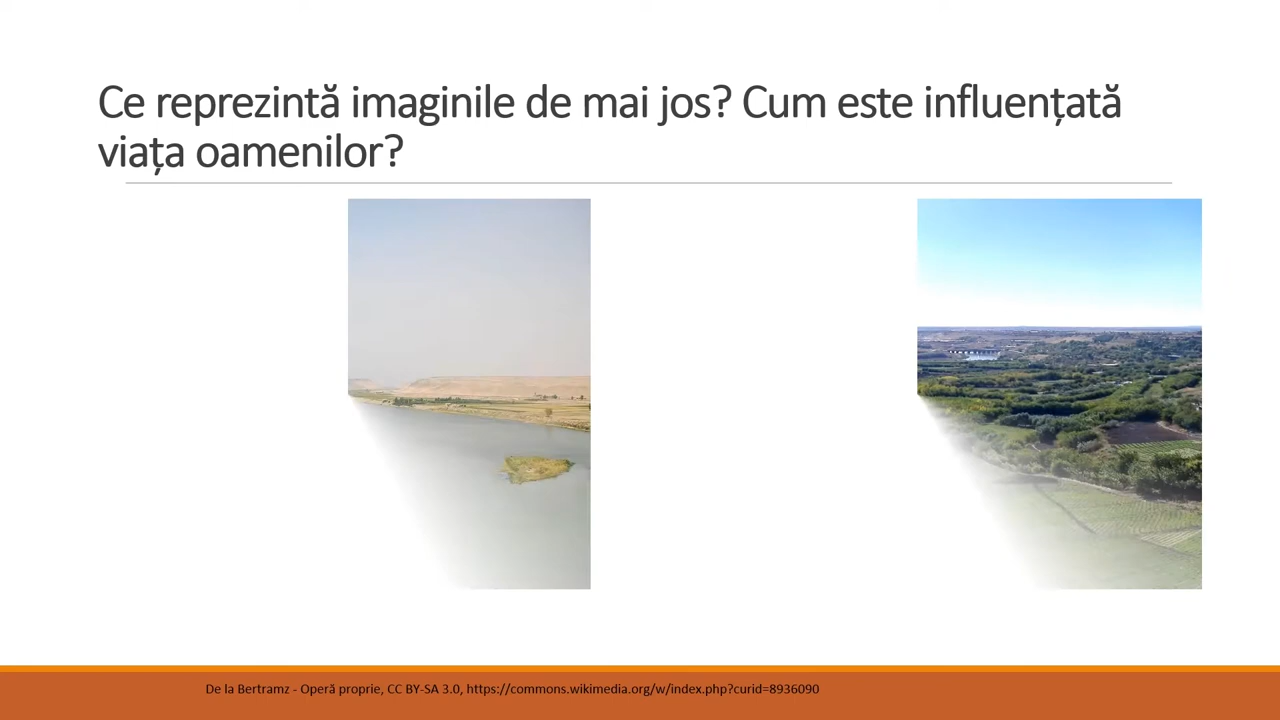 Ce reprezintă imaginile de mai jos? Cum este influențată
viața oamenilor?
De la Bertramz - Operă proprie, CC BY-SA 3.0, https://commons.wikimedia.org/w/index.php?curid=8936090